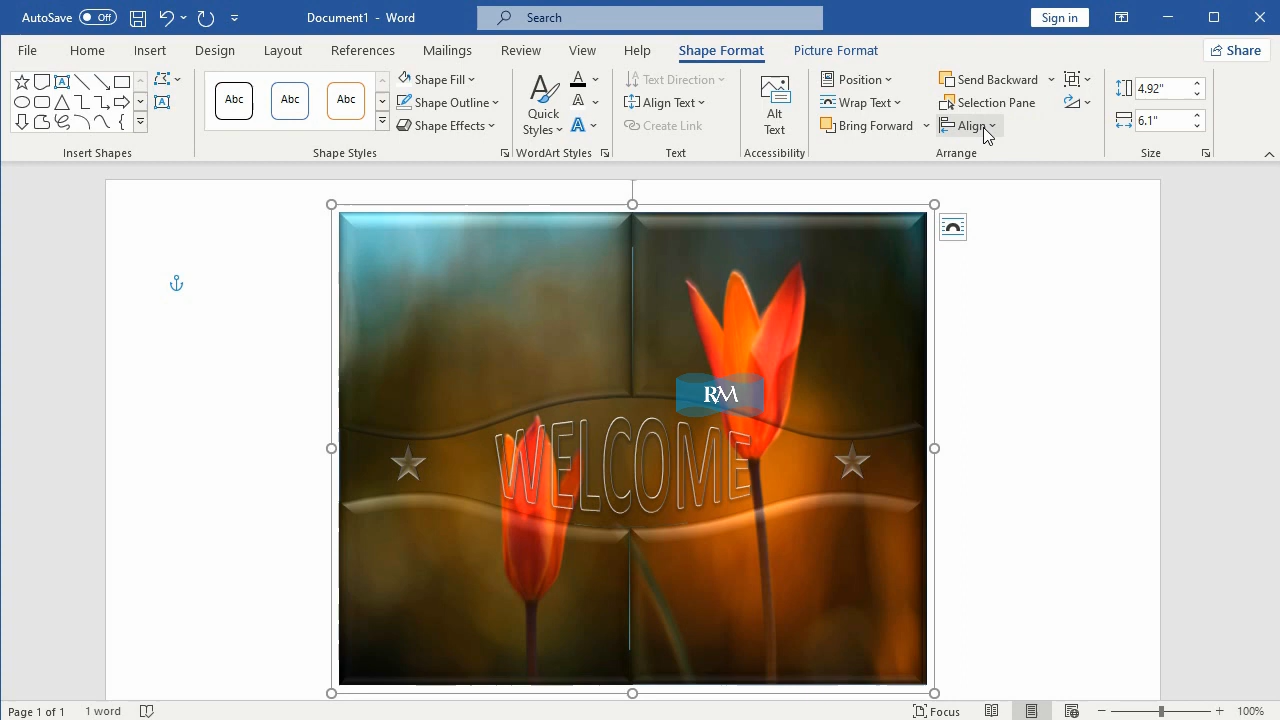 AutoSave Off Document1 - Word Search Sign in
File Home Insert Design Layout References Mailings Review View Help Shape Format Picture Format Share
Abc Abc Abc
Shape Fill
Shape Outline
Shape Effects
Quick Styles
A
A
A
Text Direction
Align Text
Create Link
Alt Text
Position
Wrap Text
Bring Forward
Send Backward
Selection Pane
Align
4.92"
6.1"
Insert Shapes Shape Styles WordArt Styles Text Accessibility Arrange Size
RM
WELCOME
Page 1 of 1 1 word Focus 100%